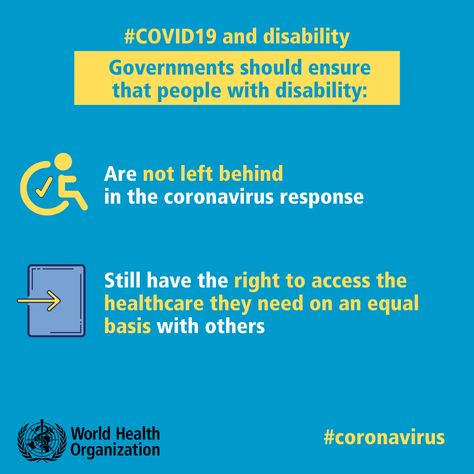 #COVID19 and disability
Governments should ensure
that people with disability:
Are not left behind
in the coronavirus response
Still have the right to access the
healthcare they need on an equal
basis with others
World Health
Organization
#coronavirus